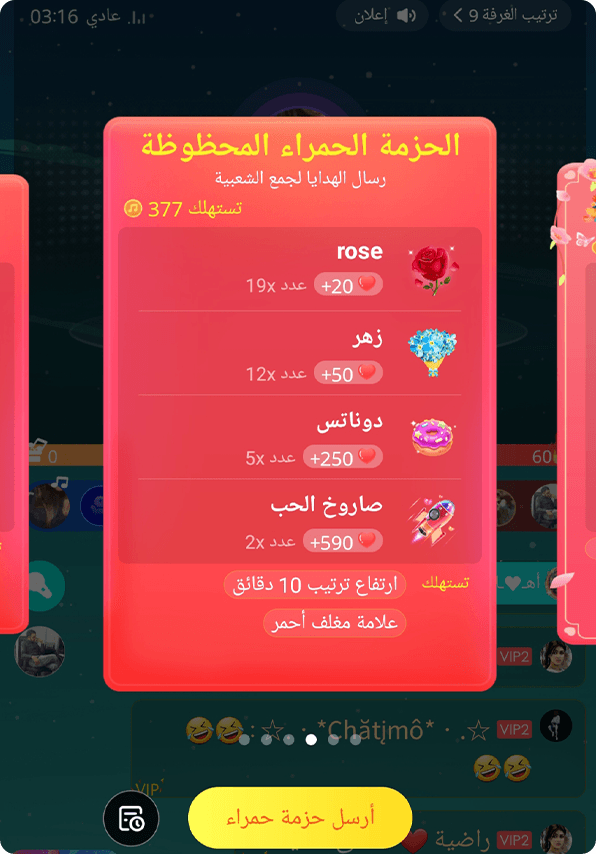 ترتيب الغرفة 9 >
إعلان
عادي 03:16
الحزمة الحمراء المحظوظة
رسال الهدايا لجمع الشعبية
تستهلك 377
rose
+20
عدد 19x
زهر
+50
عدد 12x
دوناتس
+250
عدد 5x
صاروخ الحب
+590
عدد 2x
تستهلك
ارتفاع ترتيب 10 دقائق
علامة مغلف أحمر
0
60
أهـ♥
VIP2
VIP2 ☆ . · *Chătįmô* · . ☆ : 🤣🤣
🤣🤣
VIP
أرسل حزمة حمراء
VIP2 راضية ❤